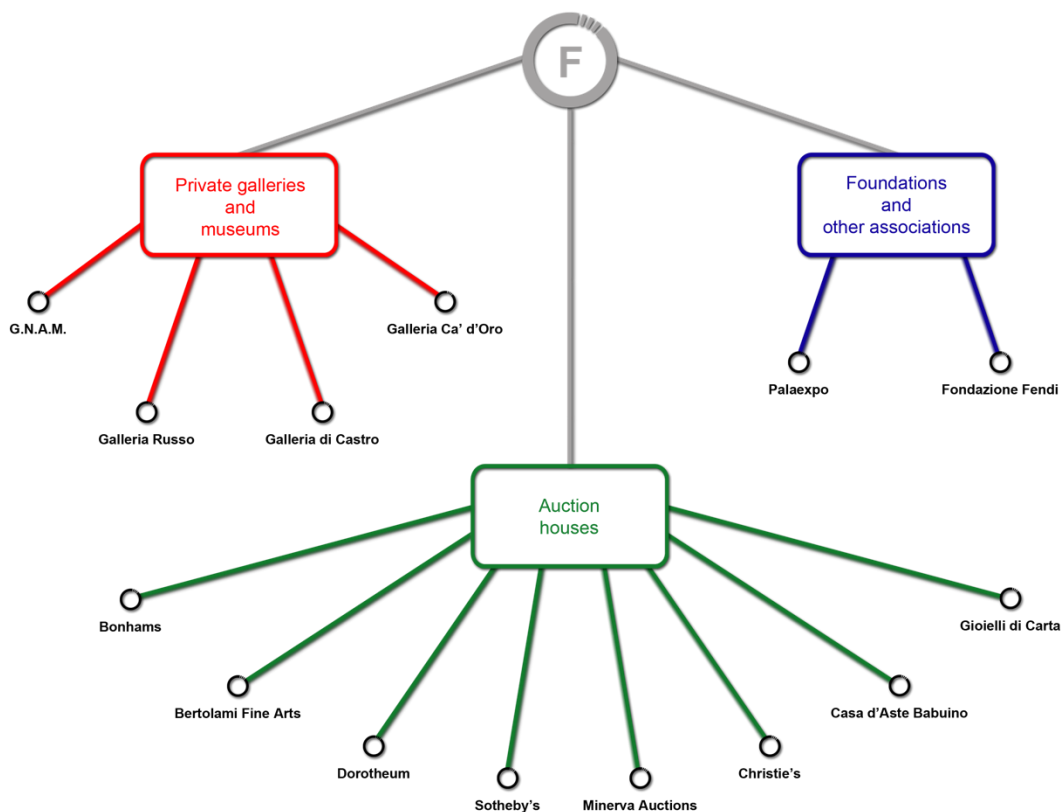 F
Private galleries
and
museums
Foundations
and
other associations
G.N.A.M.
Galleria Ca’ d’Oro
Galleria Russo
Galleria di Castro
Palaexpo
Fondazione Fendi
Auction
houses
Bonhams
Gioielli di Carta
Bertolami Fine Arts
Casa d’Aste Babuino
Dorotheum
Christie’s
Sotheby’s
Minerva Auctions